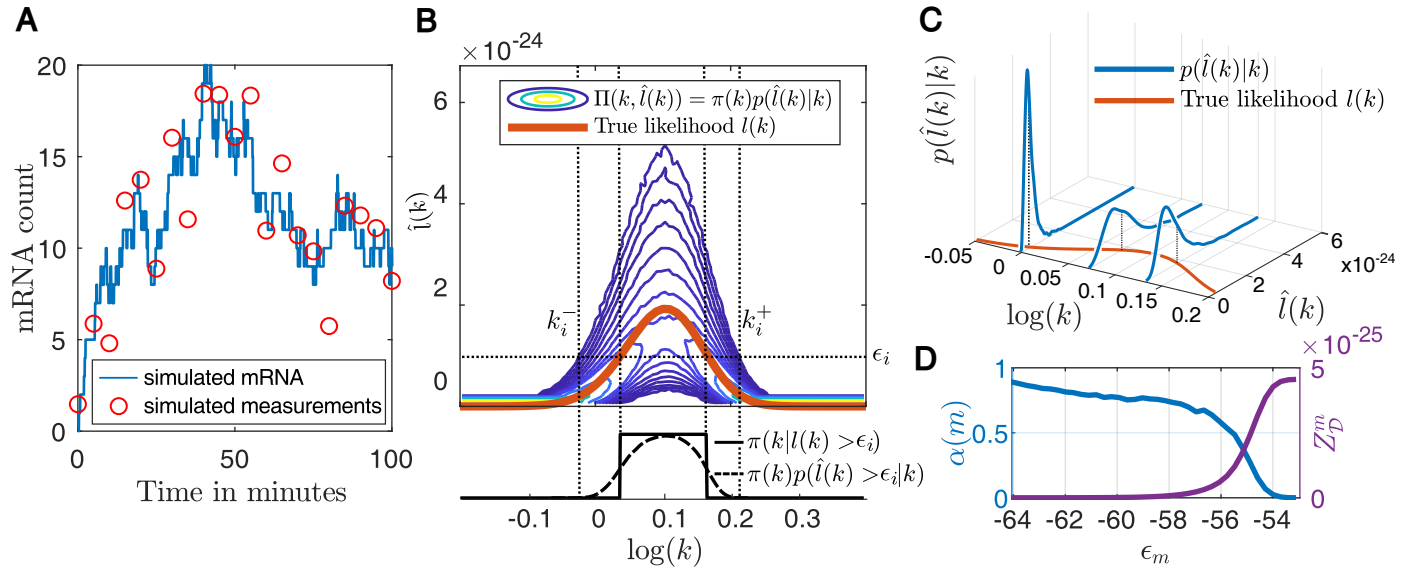 A
20
15
10
5
0
mRNA count
simulated mRNA
simulated measurements
0
50
100
Time in minutes
B
×10^-24
6
4
2
0
l̂(k)
Π(k, l̂(k)) = π(k)p(l̂(k)|k)
True likelihood l(k)
k_i^-
k_i^+
ϵ_i
π(k|l(k) >ϵ_i)
π(k)p(l̂(k) >ϵ_i|k)
-0.1
0
0.1
0.2
0.3
log(k)
C
p(l̂(k)|k)
p(l̂(k)|k)
True likelihood l(k)
-0.05
0
0.05
0.1
0.15
0.2
log(k)
0
2
4
6
x10^-24
l̂(k)
D
×10^-25
1
0.5
0
α(m)
5
0
Z_D^m
-64
-62
-60
-58
-56
-54
ϵ_m